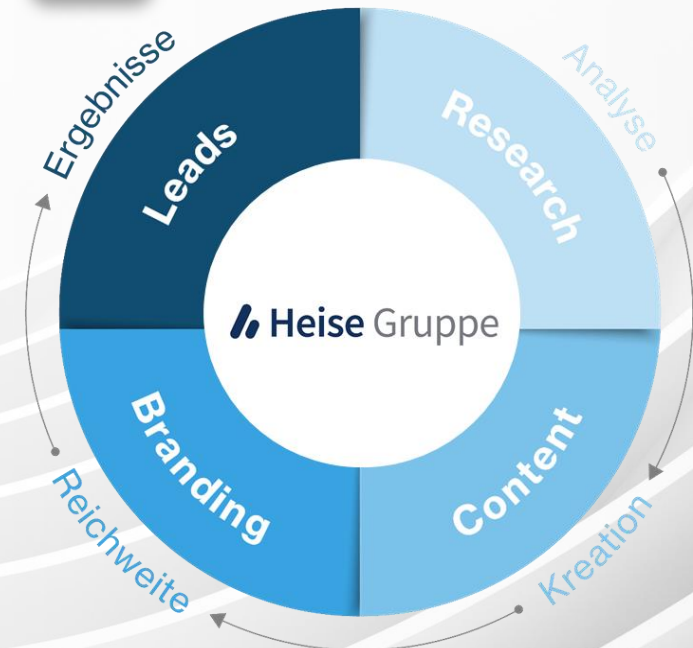 Ergebnisse
Analyse
Leads
Research
Heise Gruppe
Branding
Content
Reichweite
Kreation